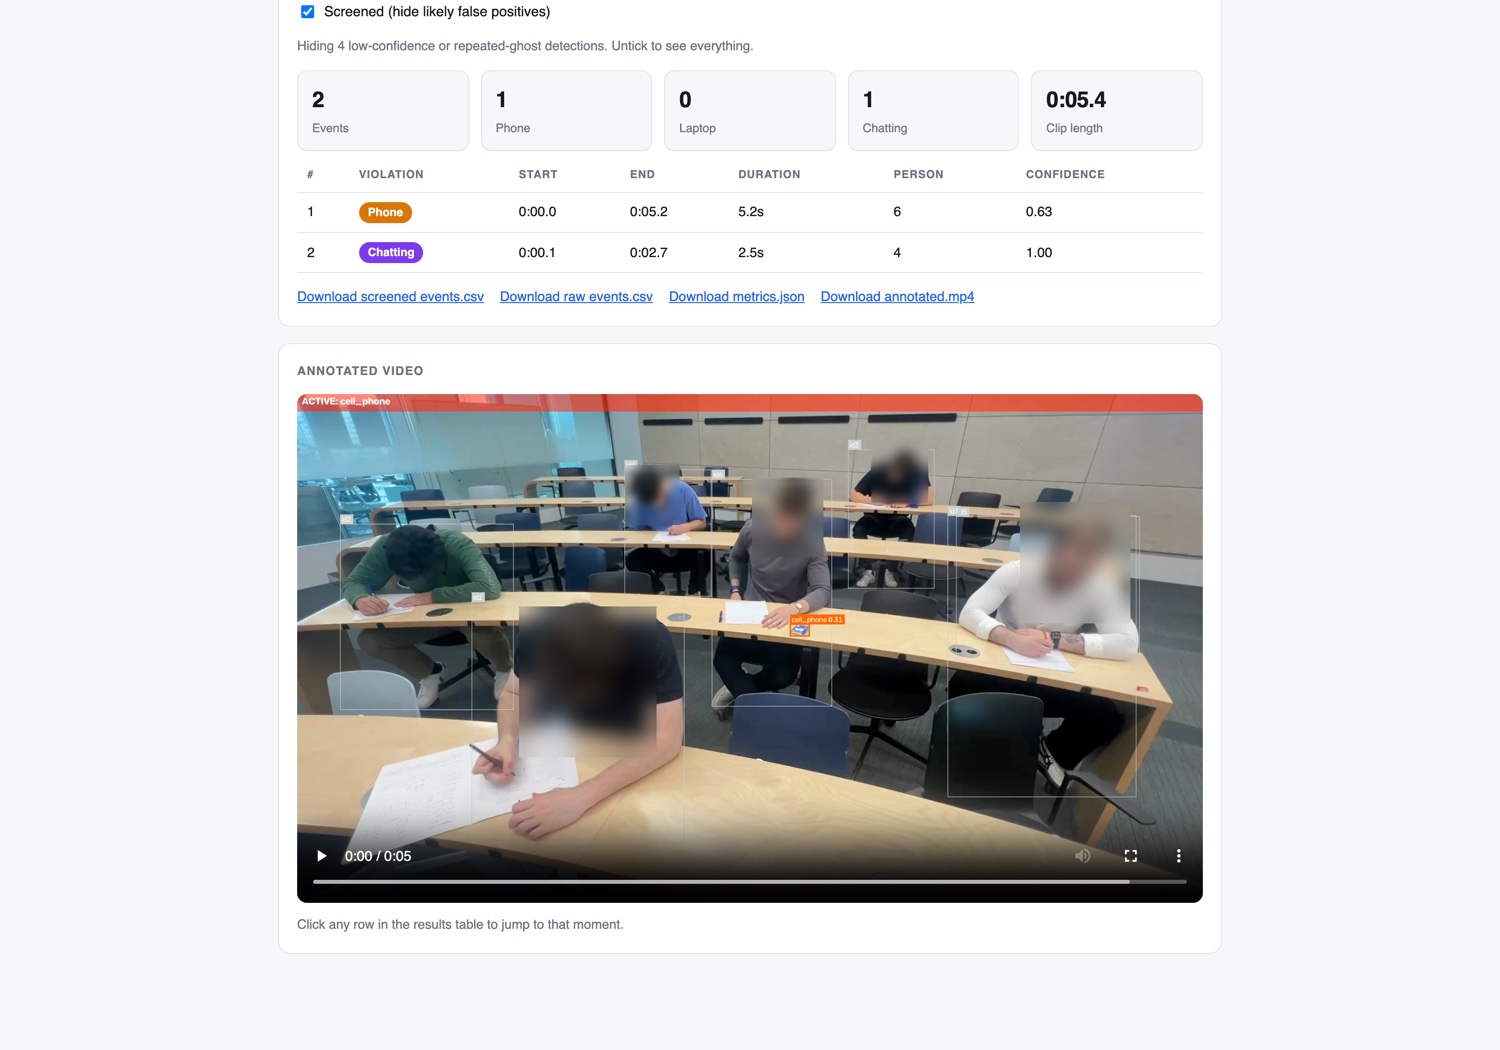 Screened (hide likely false positives)
Hiding 4 low-confidence or repeated-ghost detections. Untick to see everything.
2
Events
1
Phone
0
Laptop
1
Chatting
0:05.4
Clip length
# VIOLATION START END DURATION PERSON CONFIDENCE
1 Phone 0:00.0 0:05.2 5.2s 6 0.63
2 Chatting 0:00.1 0:02.7 2.5s 4 1.00
Download screened events.csv Download raw events.csv Download metrics.json Download annotated.mp4
ANNOTATED VIDEO
ACTIVE: cell_phone
cell_phone 0.31
0:00 / 0:05
Click any row in the results table to jump to that moment.